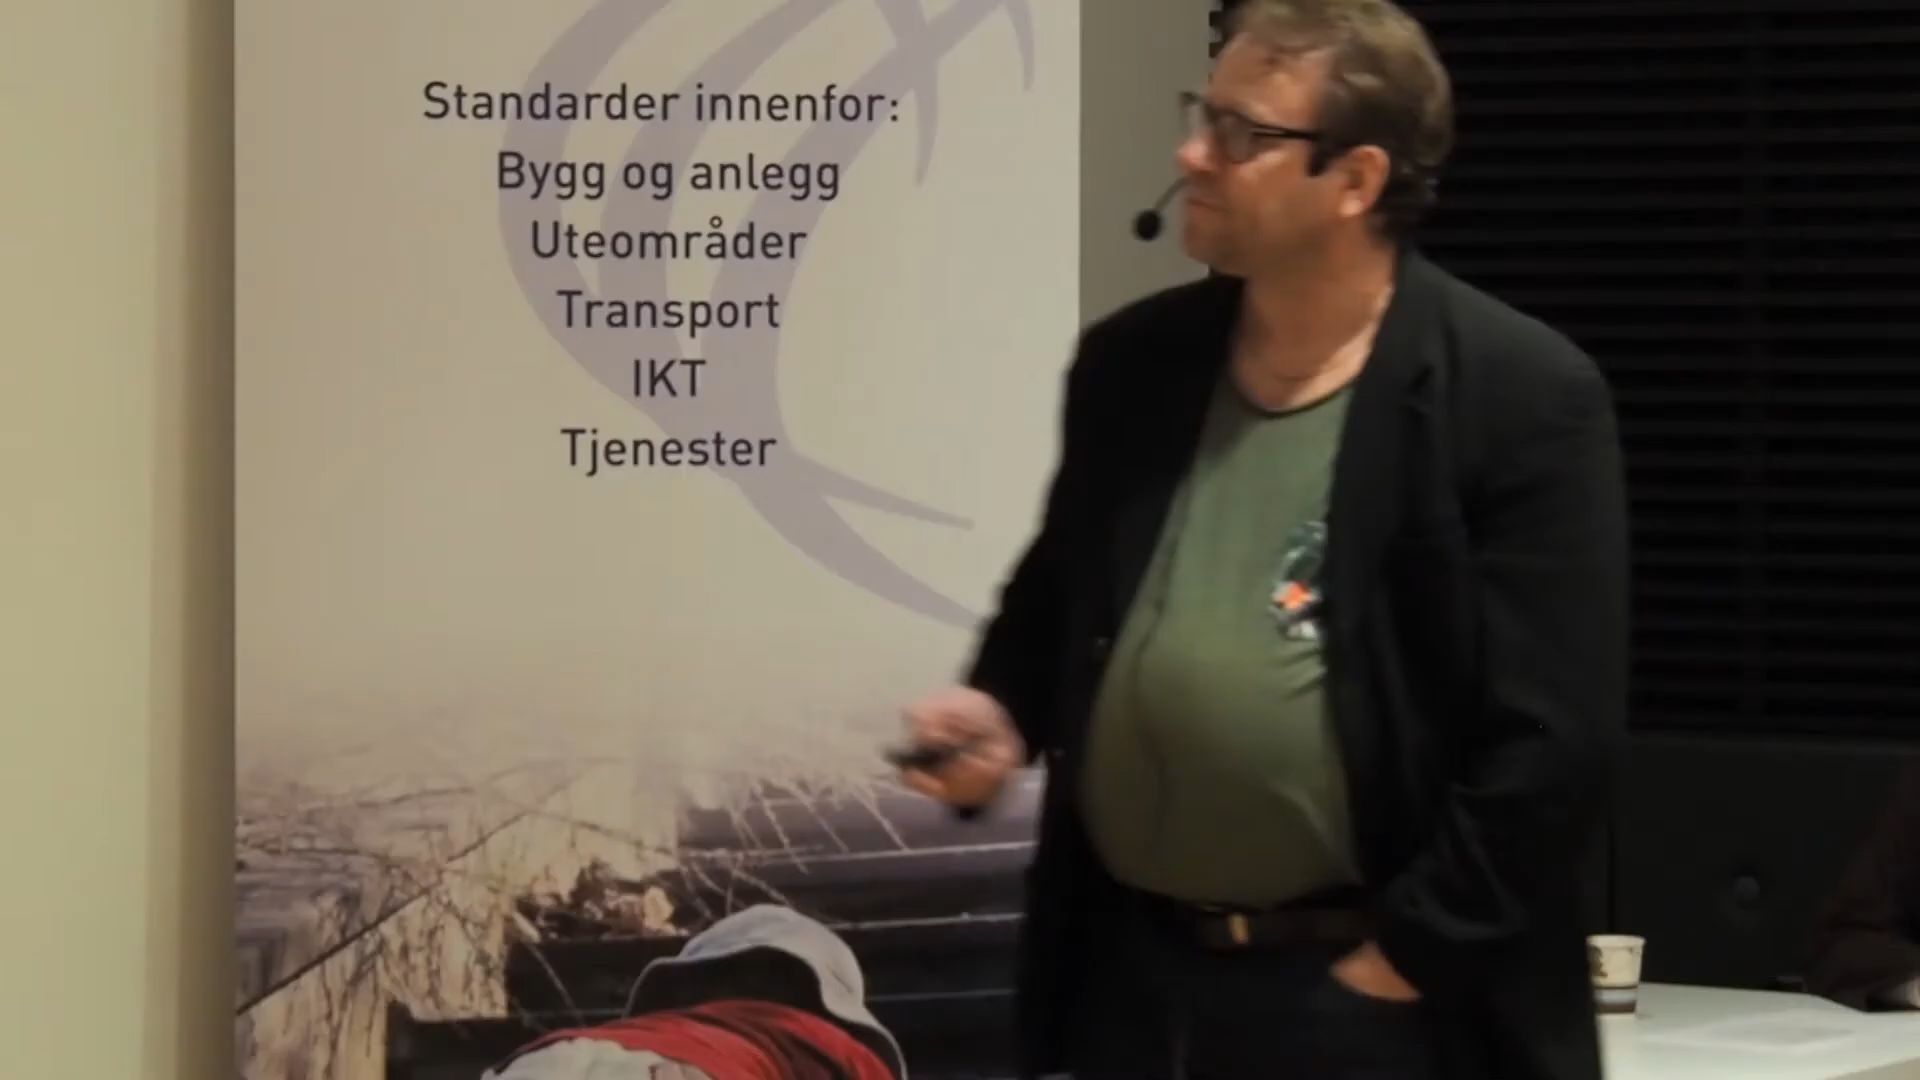 Standarder innenfor:
Bygg og anlegg
Uteområder
Transport
IKT
Tjenester